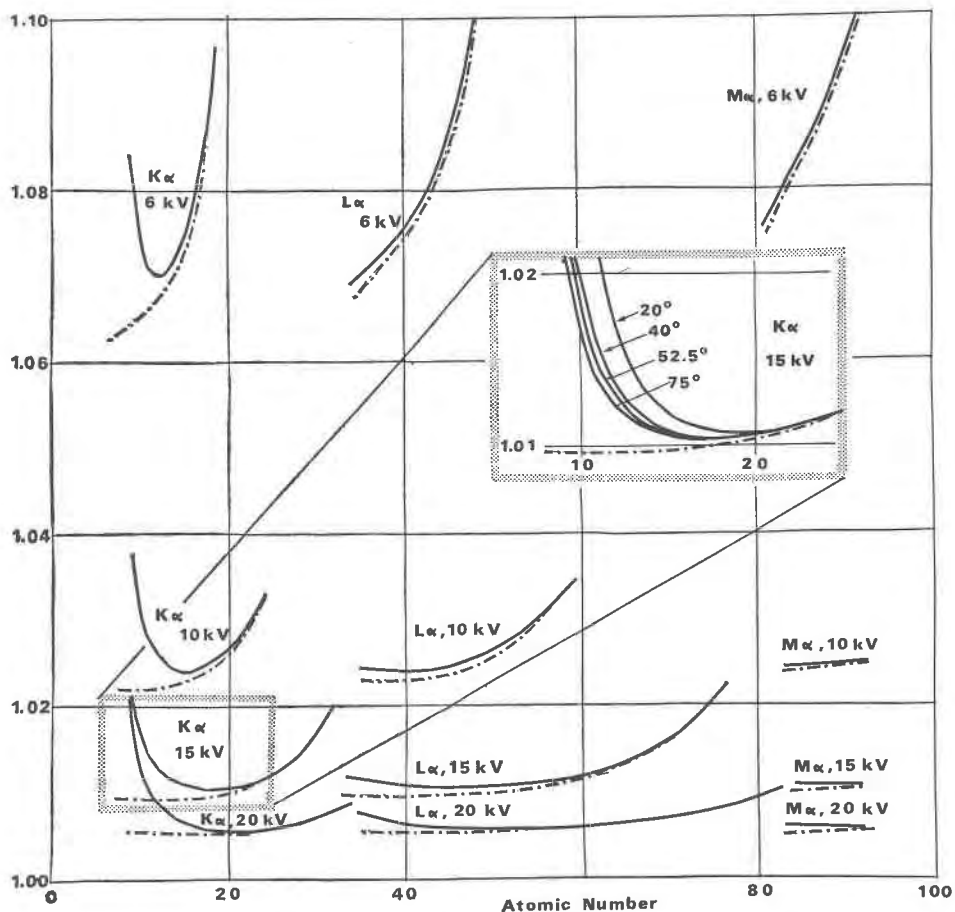 1.10
1.08
1.06
1.04
1.02
1.00
Kα
6 kV
Lα
6 kV
Mα, 6 kV
1.02
1.01
20°
40°
52.5°
75°
Kα
15 kV
10
20
Kα
10 kV
Lα, 10 kV
Mα, 10 kV
Kα
15 kV
Lα, 15 kV
Mα, 15 kV
Kα, 20 kV
Lα, 20 kV
Mα, 20 kV
0
20
40
60
80
100
Atomic Number